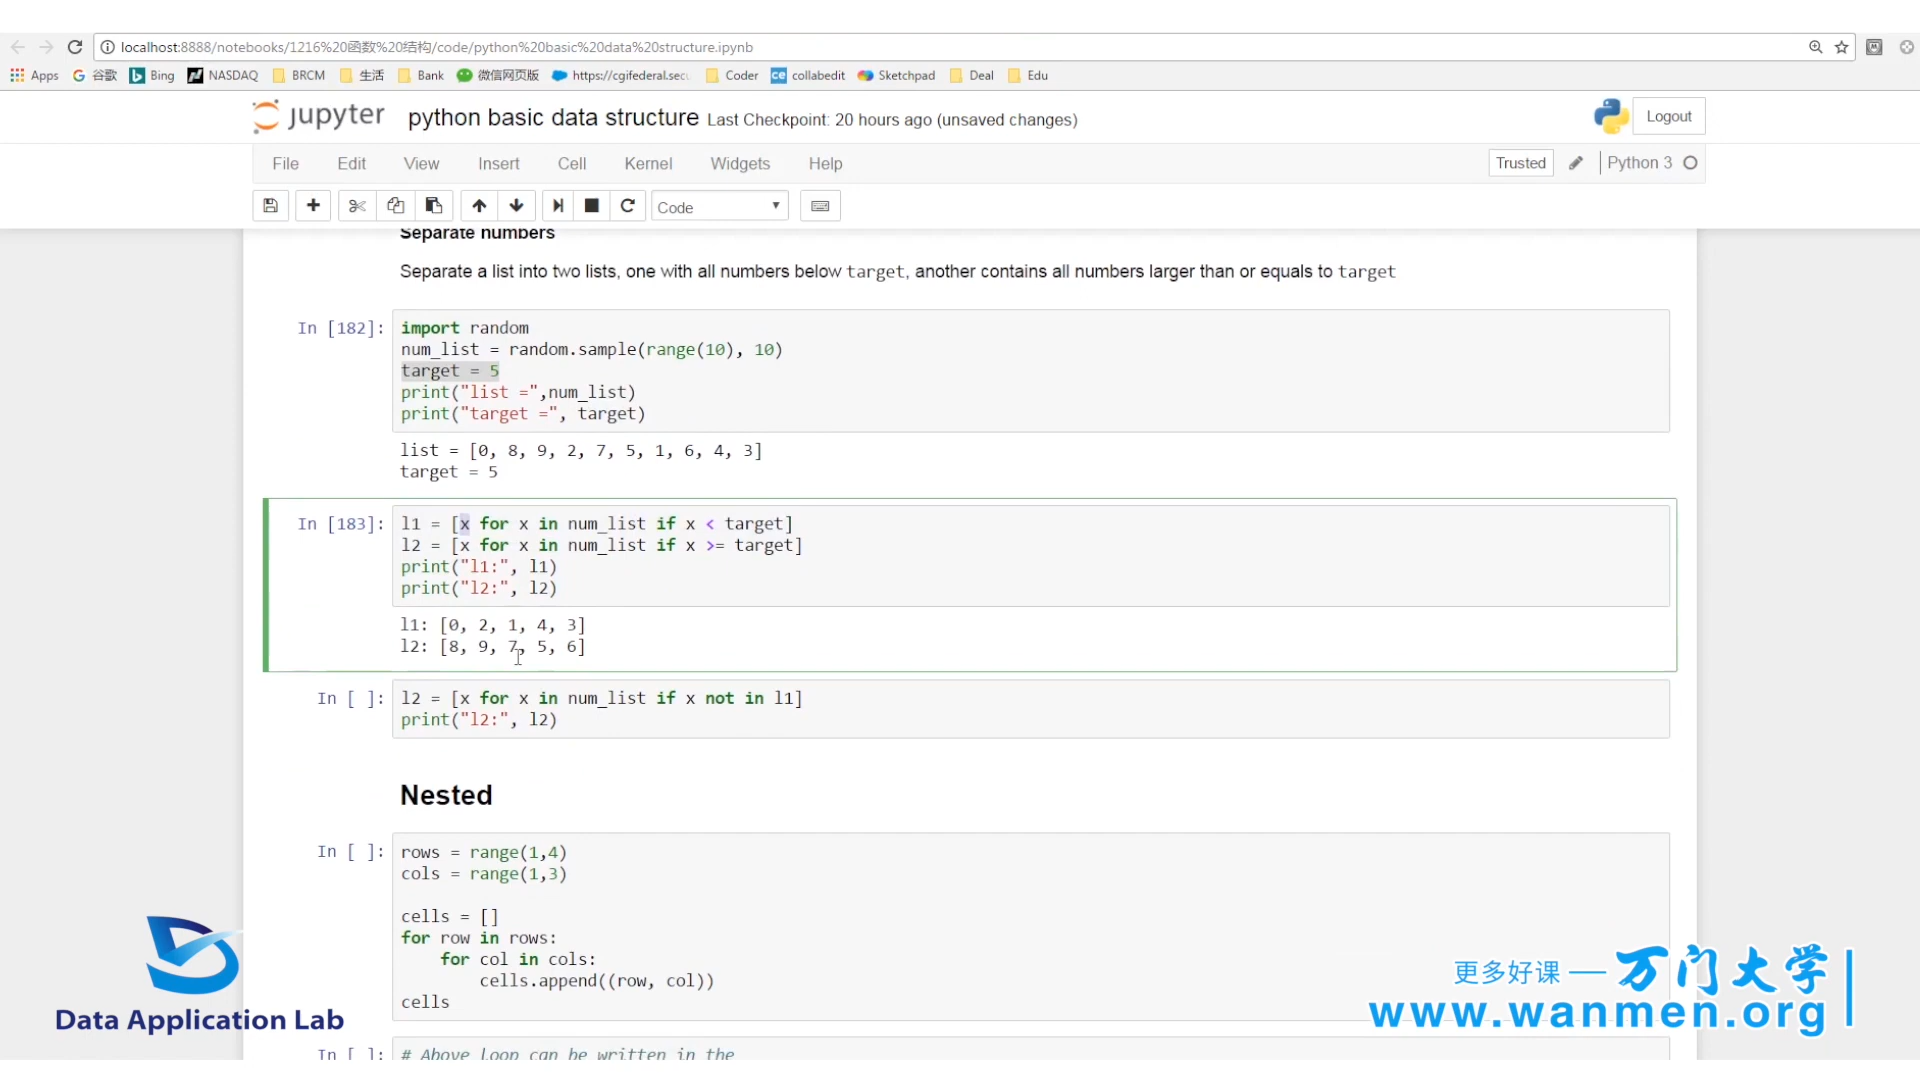 localhost:8888/notebooks/1216%20函数%20结构/code/python%20basic%20data%20structure.ipynb
Apps 谷歌 Bing NASDAQ BRCM 生活 Bank 微信网页版 https://cgifederal.secu Coder collabedit Sketchpad Deal Edu
jupyter python basic data structure Last Checkpoint: 20 hours ago (unsaved changes) Logout
File Edit View Insert Cell Kernel Widgets Help Trusted Python 3
Code
Separate numbers
Separate a list into two lists, one with all numbers below target, another contains all numbers larger than or equals to target
In [182]: import random
num_list = random.sample(range(10), 10)
target = 5
print("list =",num_list)
print("target =", target)
list = [0, 8, 9, 2, 7, 5, 1, 6, 4, 3]
target = 5
In [183]: l1 = [x for x in num_list if x < target]
l2 = [x for x in num_list if x >= target]
print("l1:", l1)
print("l2:", l2)
l1: [0, 2, 1, 4, 3]
l2: [8, 9, 7, 5, 6]
In [ ]: l2 = [x for x in num_list if x not in l1]
print("l2:", l2)
Nested
In [ ]: rows = range(1,4)
cols = range(1,3)
cells = []
for row in rows:
for col in cols:
cells.append((row, col))
cells
In [ ]: # Above loop can be written in the
Data Application Lab
更多好课 — 万门大学
www.wanmen.org